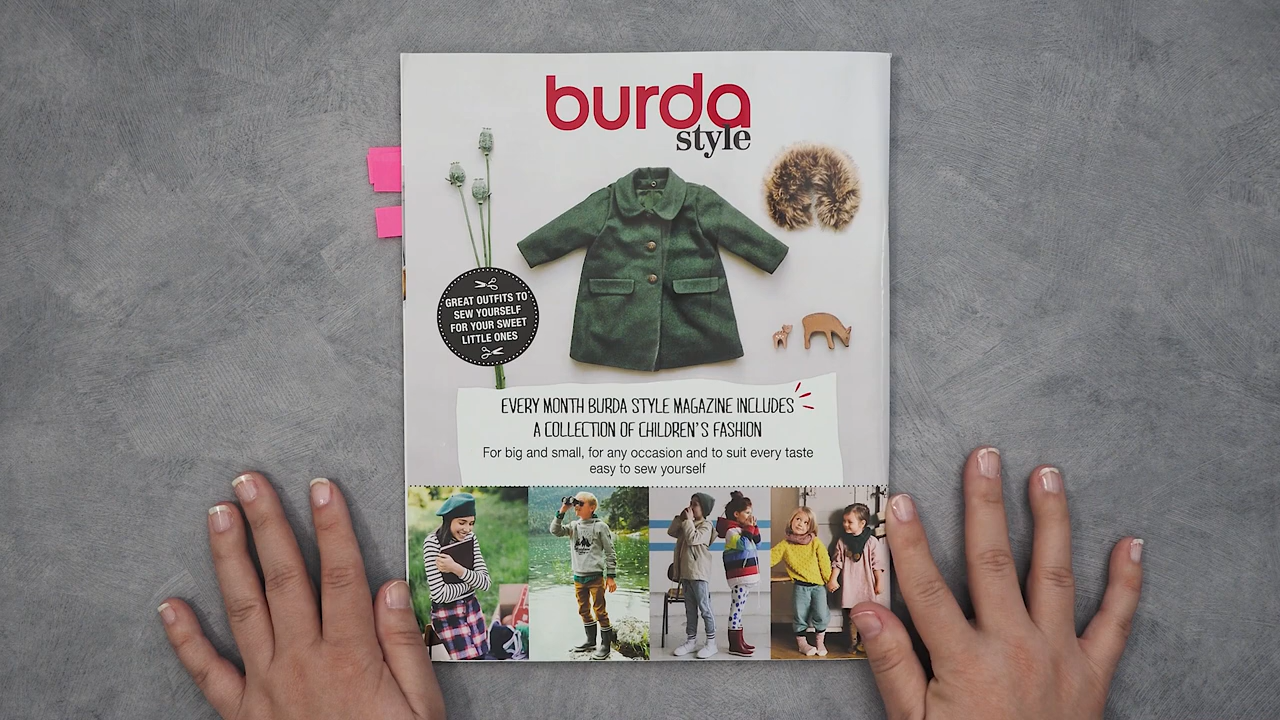 burda
style
GREAT OUTFITS TO
SEW YOURSELF
FOR YOUR SWEET
LITTLE ONES
EVERY MONTH BURDA STYLE MAGAZINE INCLUDES
A COLLECTION OF CHILDREN'S FASHION
For big and small, for any occasion and to suit every taste
easy to sew yourself